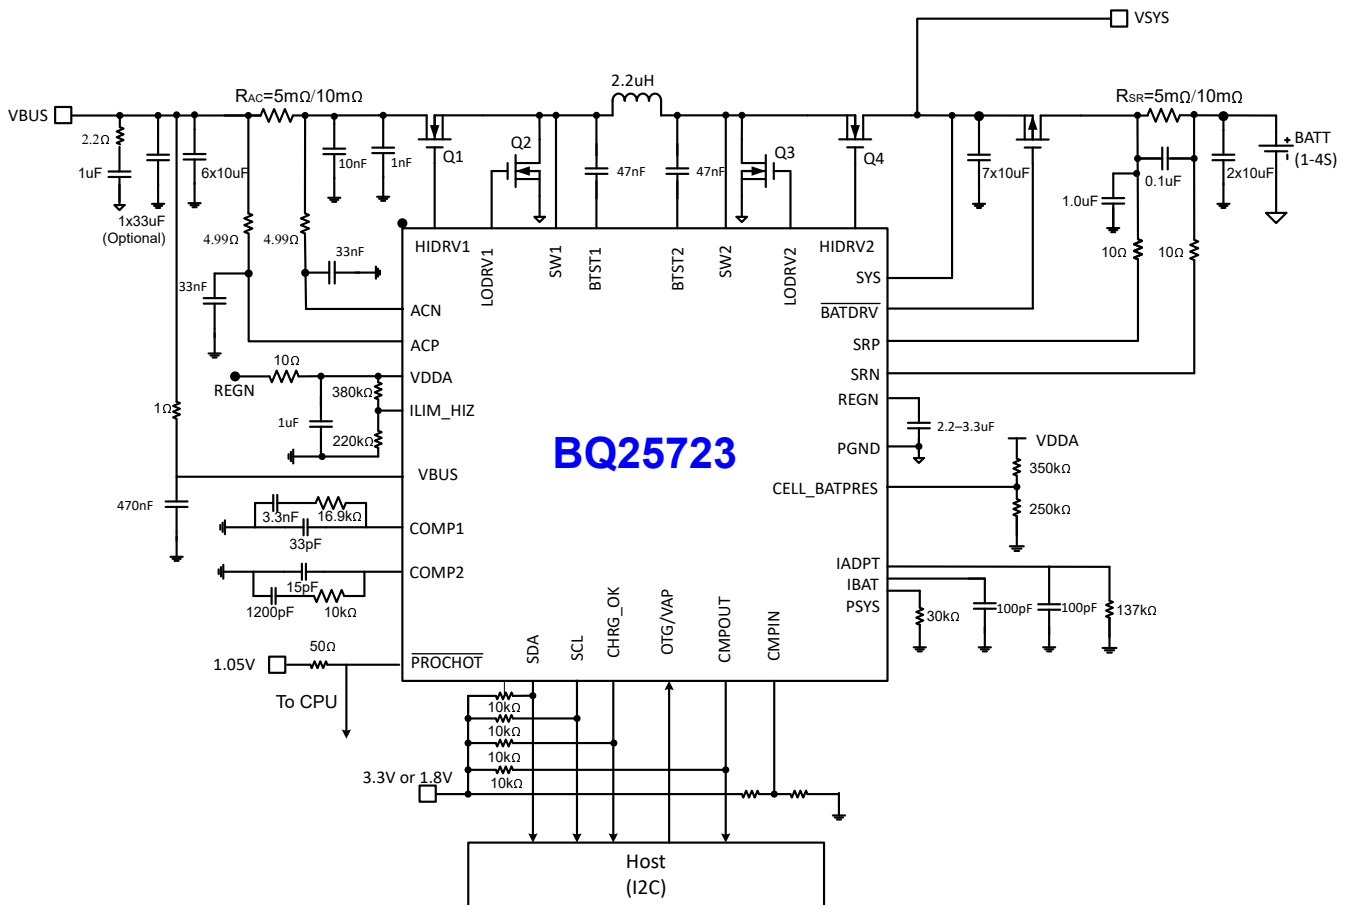 VSYS
VBUS
RAC=5mΩ/10mΩ
2.2uH
RSR=5mΩ/10mΩ
2.2Ω
1uF
1x33uF
(Optional)
6x10uF
10nF
1nF
Q1
Q2
47nF
47nF
Q3
Q4
7x10uF
0.1uF
1.0uF
2x10uF
+
-
BATT
(1-4S)
4.99Ω
4.99Ω
33nF
33nF
10Ω
10Ω
HIDRV1
LODRV1
SW1
BTST1
BTST2
SW2
LODRV2
HIDRV2
SYS
BATDRV
SRP
SRN
REGN
PGND
2.2–3.3uF
CELL_BATPRES
VDDA
350kΩ
250kΩ
IADPT
IBAT
PSYS
30kΩ
100pF
100pF
137kΩ
ACN
ACP
REGN
10Ω
VDDA
380kΩ
ILIM_HIZ
1uF
220kΩ
1Ω
VBUS
470nF
BQ25723
3.3nF
16.9kΩ
33pF
COMP1
COMP2
15pF
1200pF
10kΩ
1.05V
50Ω
PROCHOT
To CPU
SDA
SCL
CHRG_OK
OTG/VAP
CMPOUT
CMPIN
10kΩ
10kΩ
10kΩ
10kΩ
3.3V or 1.8V
Host
(I2C)